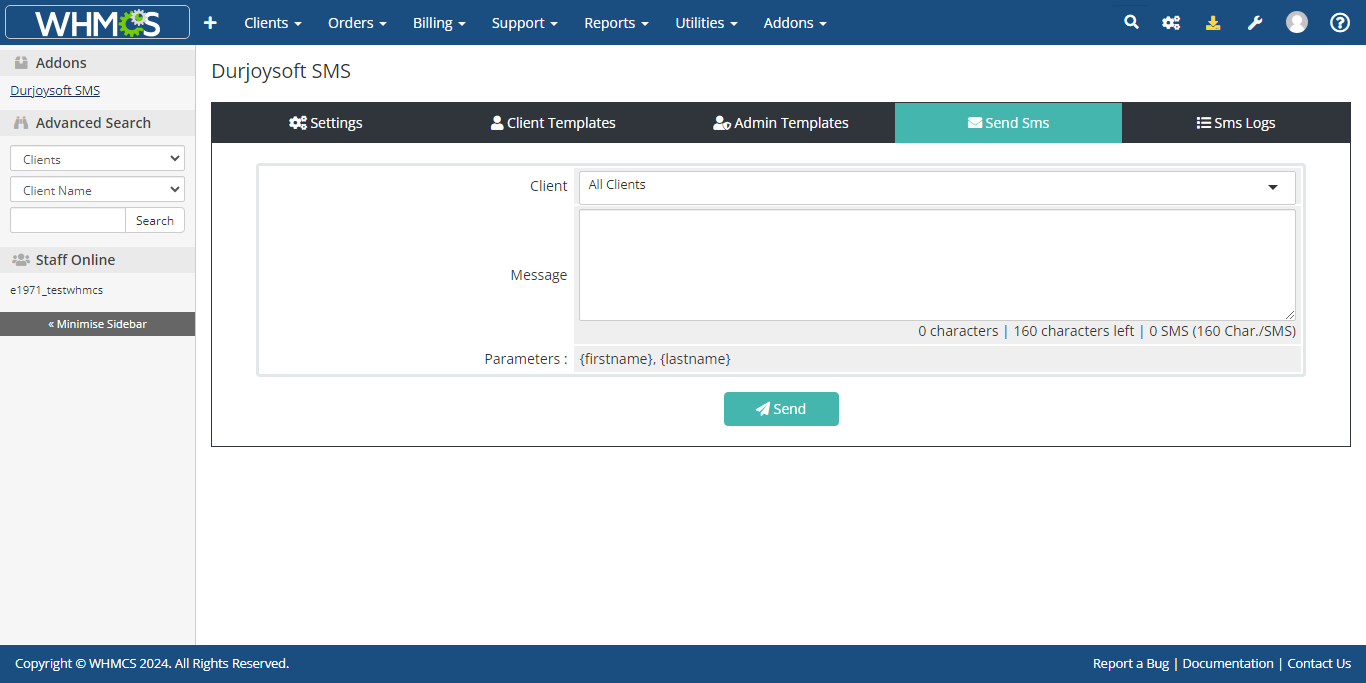 WHMCS
Clients Orders Billing Support Reports Utilities Addons
Addons
Durjoysoft SMS
Advanced Search
Clients
Client Name
Search
Staff Online
e1971_testwhmcs
« Minimise Sidebar
Durjoysoft SMS
Settings Client Templates Admin Templates Send Sms Sms Logs
Client All Clients
Message
0 characters | 160 characters left | 0 SMS (160 Char./SMS)
Parameters : {firstname}, {lastname}
Send
Copyright © WHMCS 2024. All Rights Reserved. Report a Bug | Documentation | Contact Us